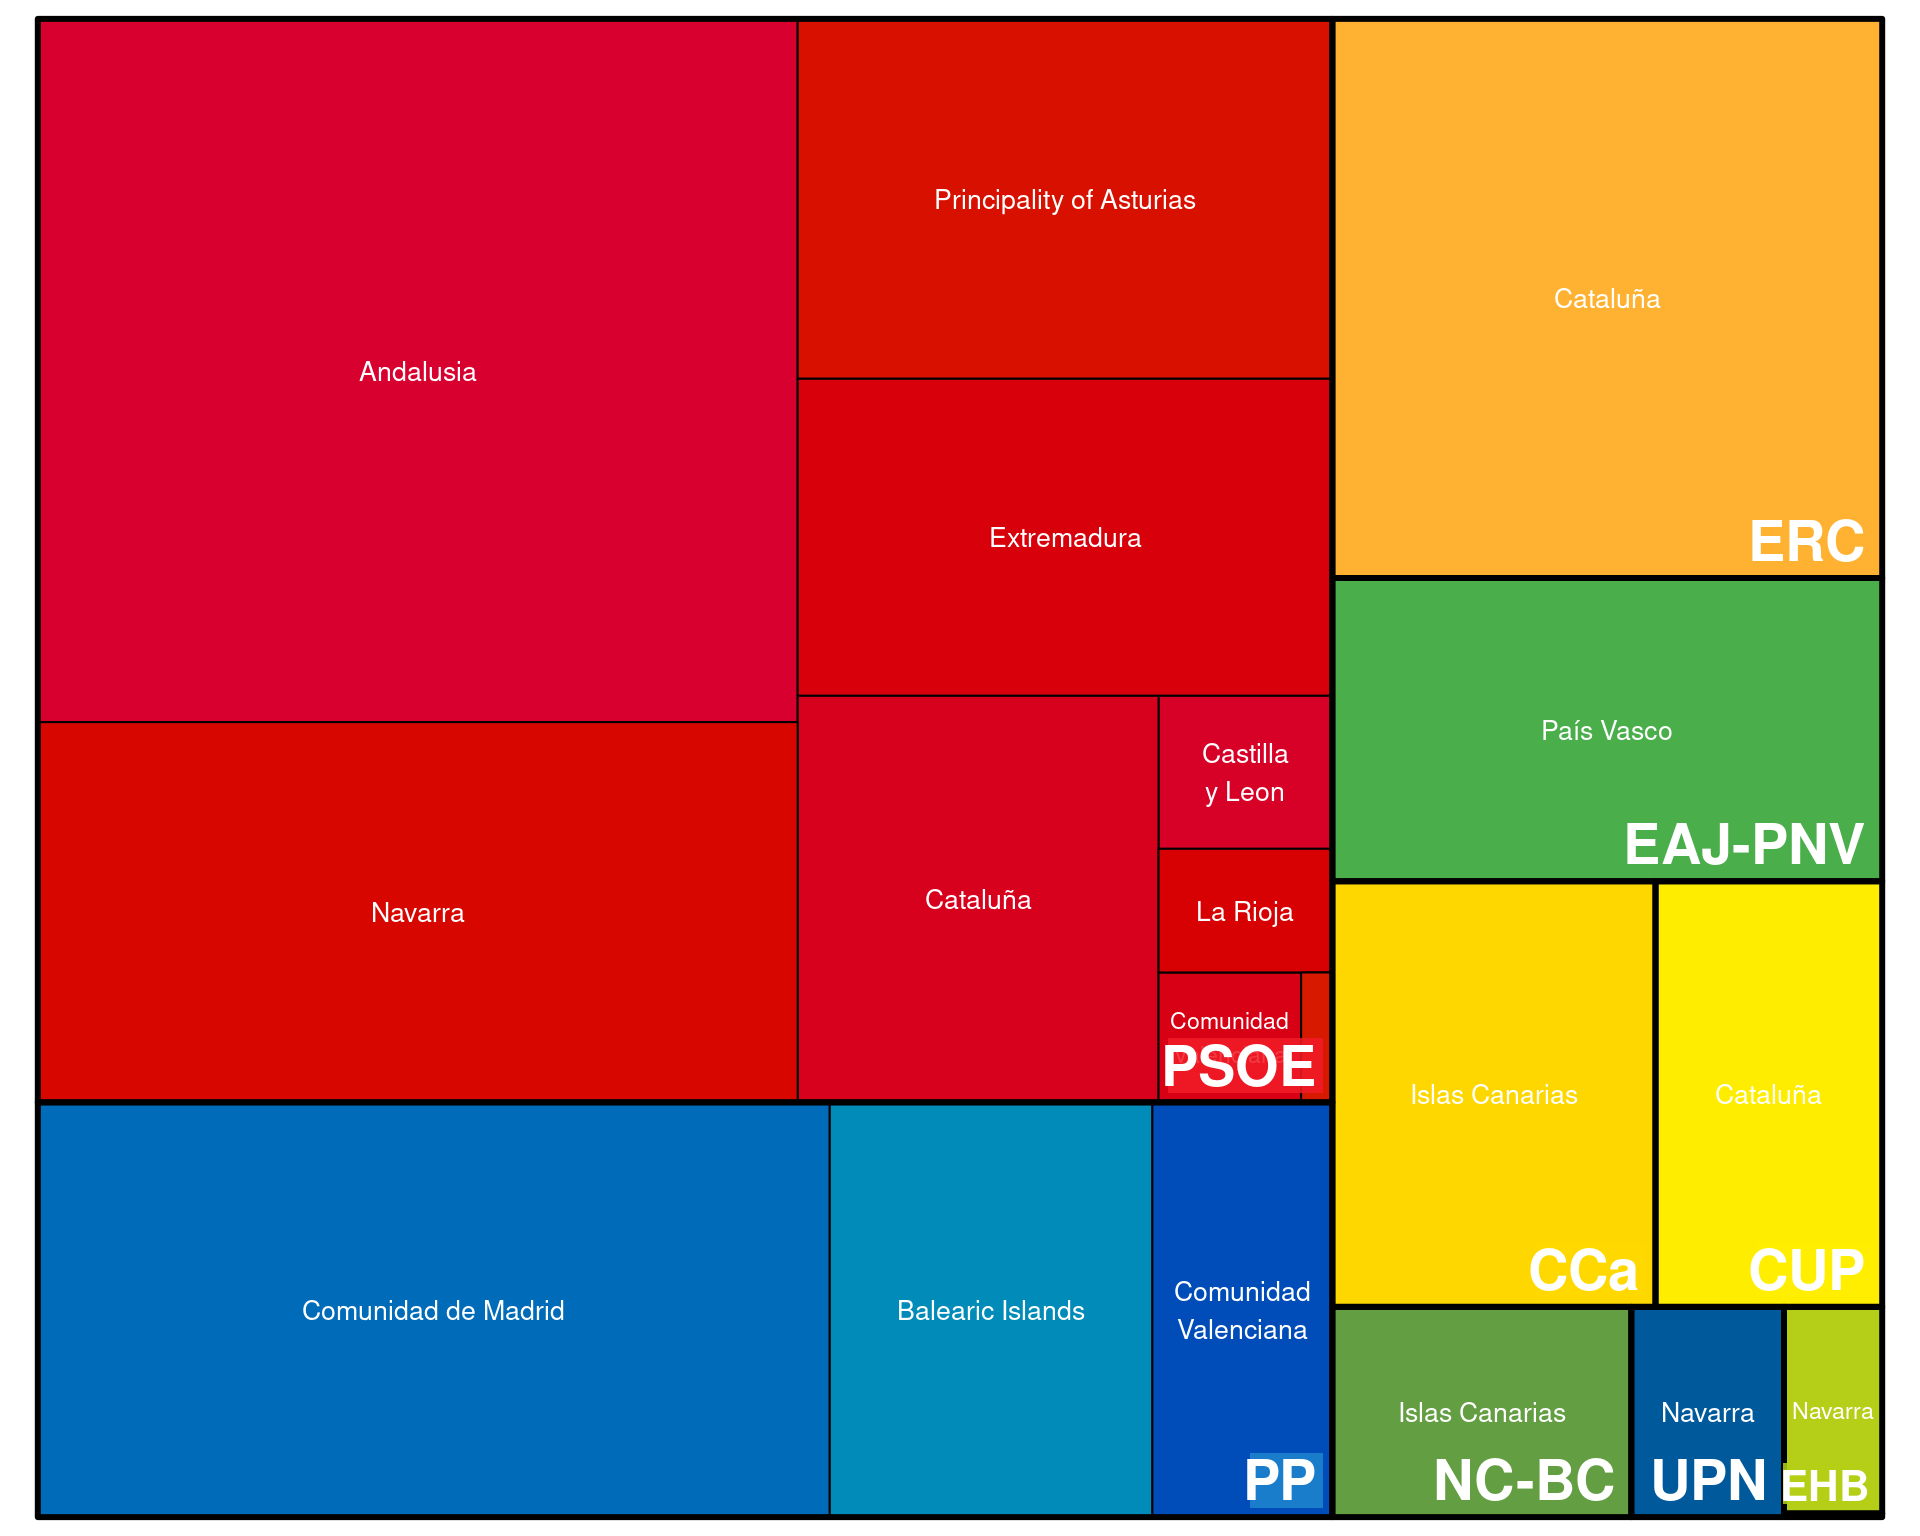 Andalusia
Navarra
Principality of Asturias
Extremadura
Cataluña
Castilla
y Leon
La Rioja
Comunidad
PSOE
Comunidad de Madrid
Balearic Islands
Comunidad
Valenciana
PP
Cataluña
ERC
País Vasco
EAJ-PNV
Islas Canarias
CCa
Cataluña
CUP
Islas Canarias
NC-BC
Navarra
UPN
Navarra
EHB